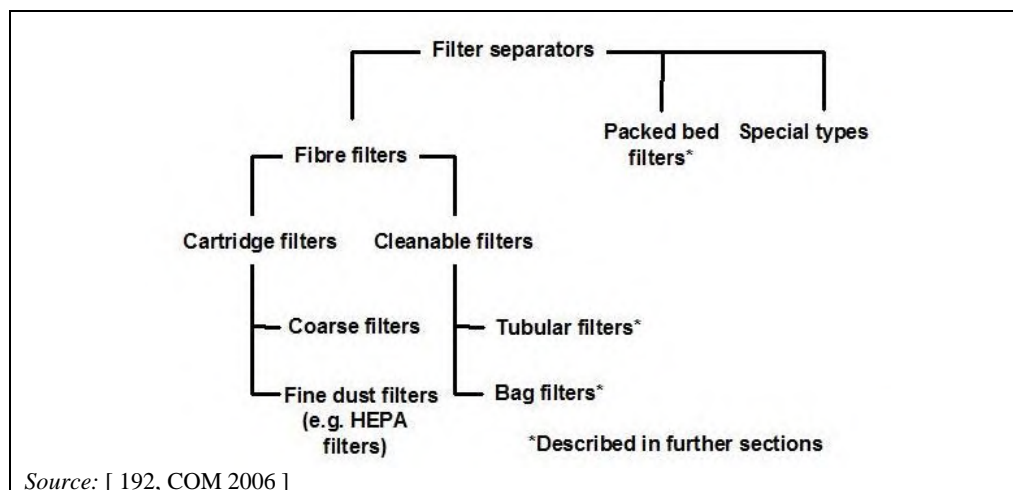 Filter separators
Packed bed
filters*
Special types
Fibre filters
Cartridge filters
Cleanable filters
Coarse filters
Tubular filters*
Fine dust filters
(e.g. HEPA
filters)
Bag filters*
*Described in further sections
Source: [ 192, COM 2006 ]